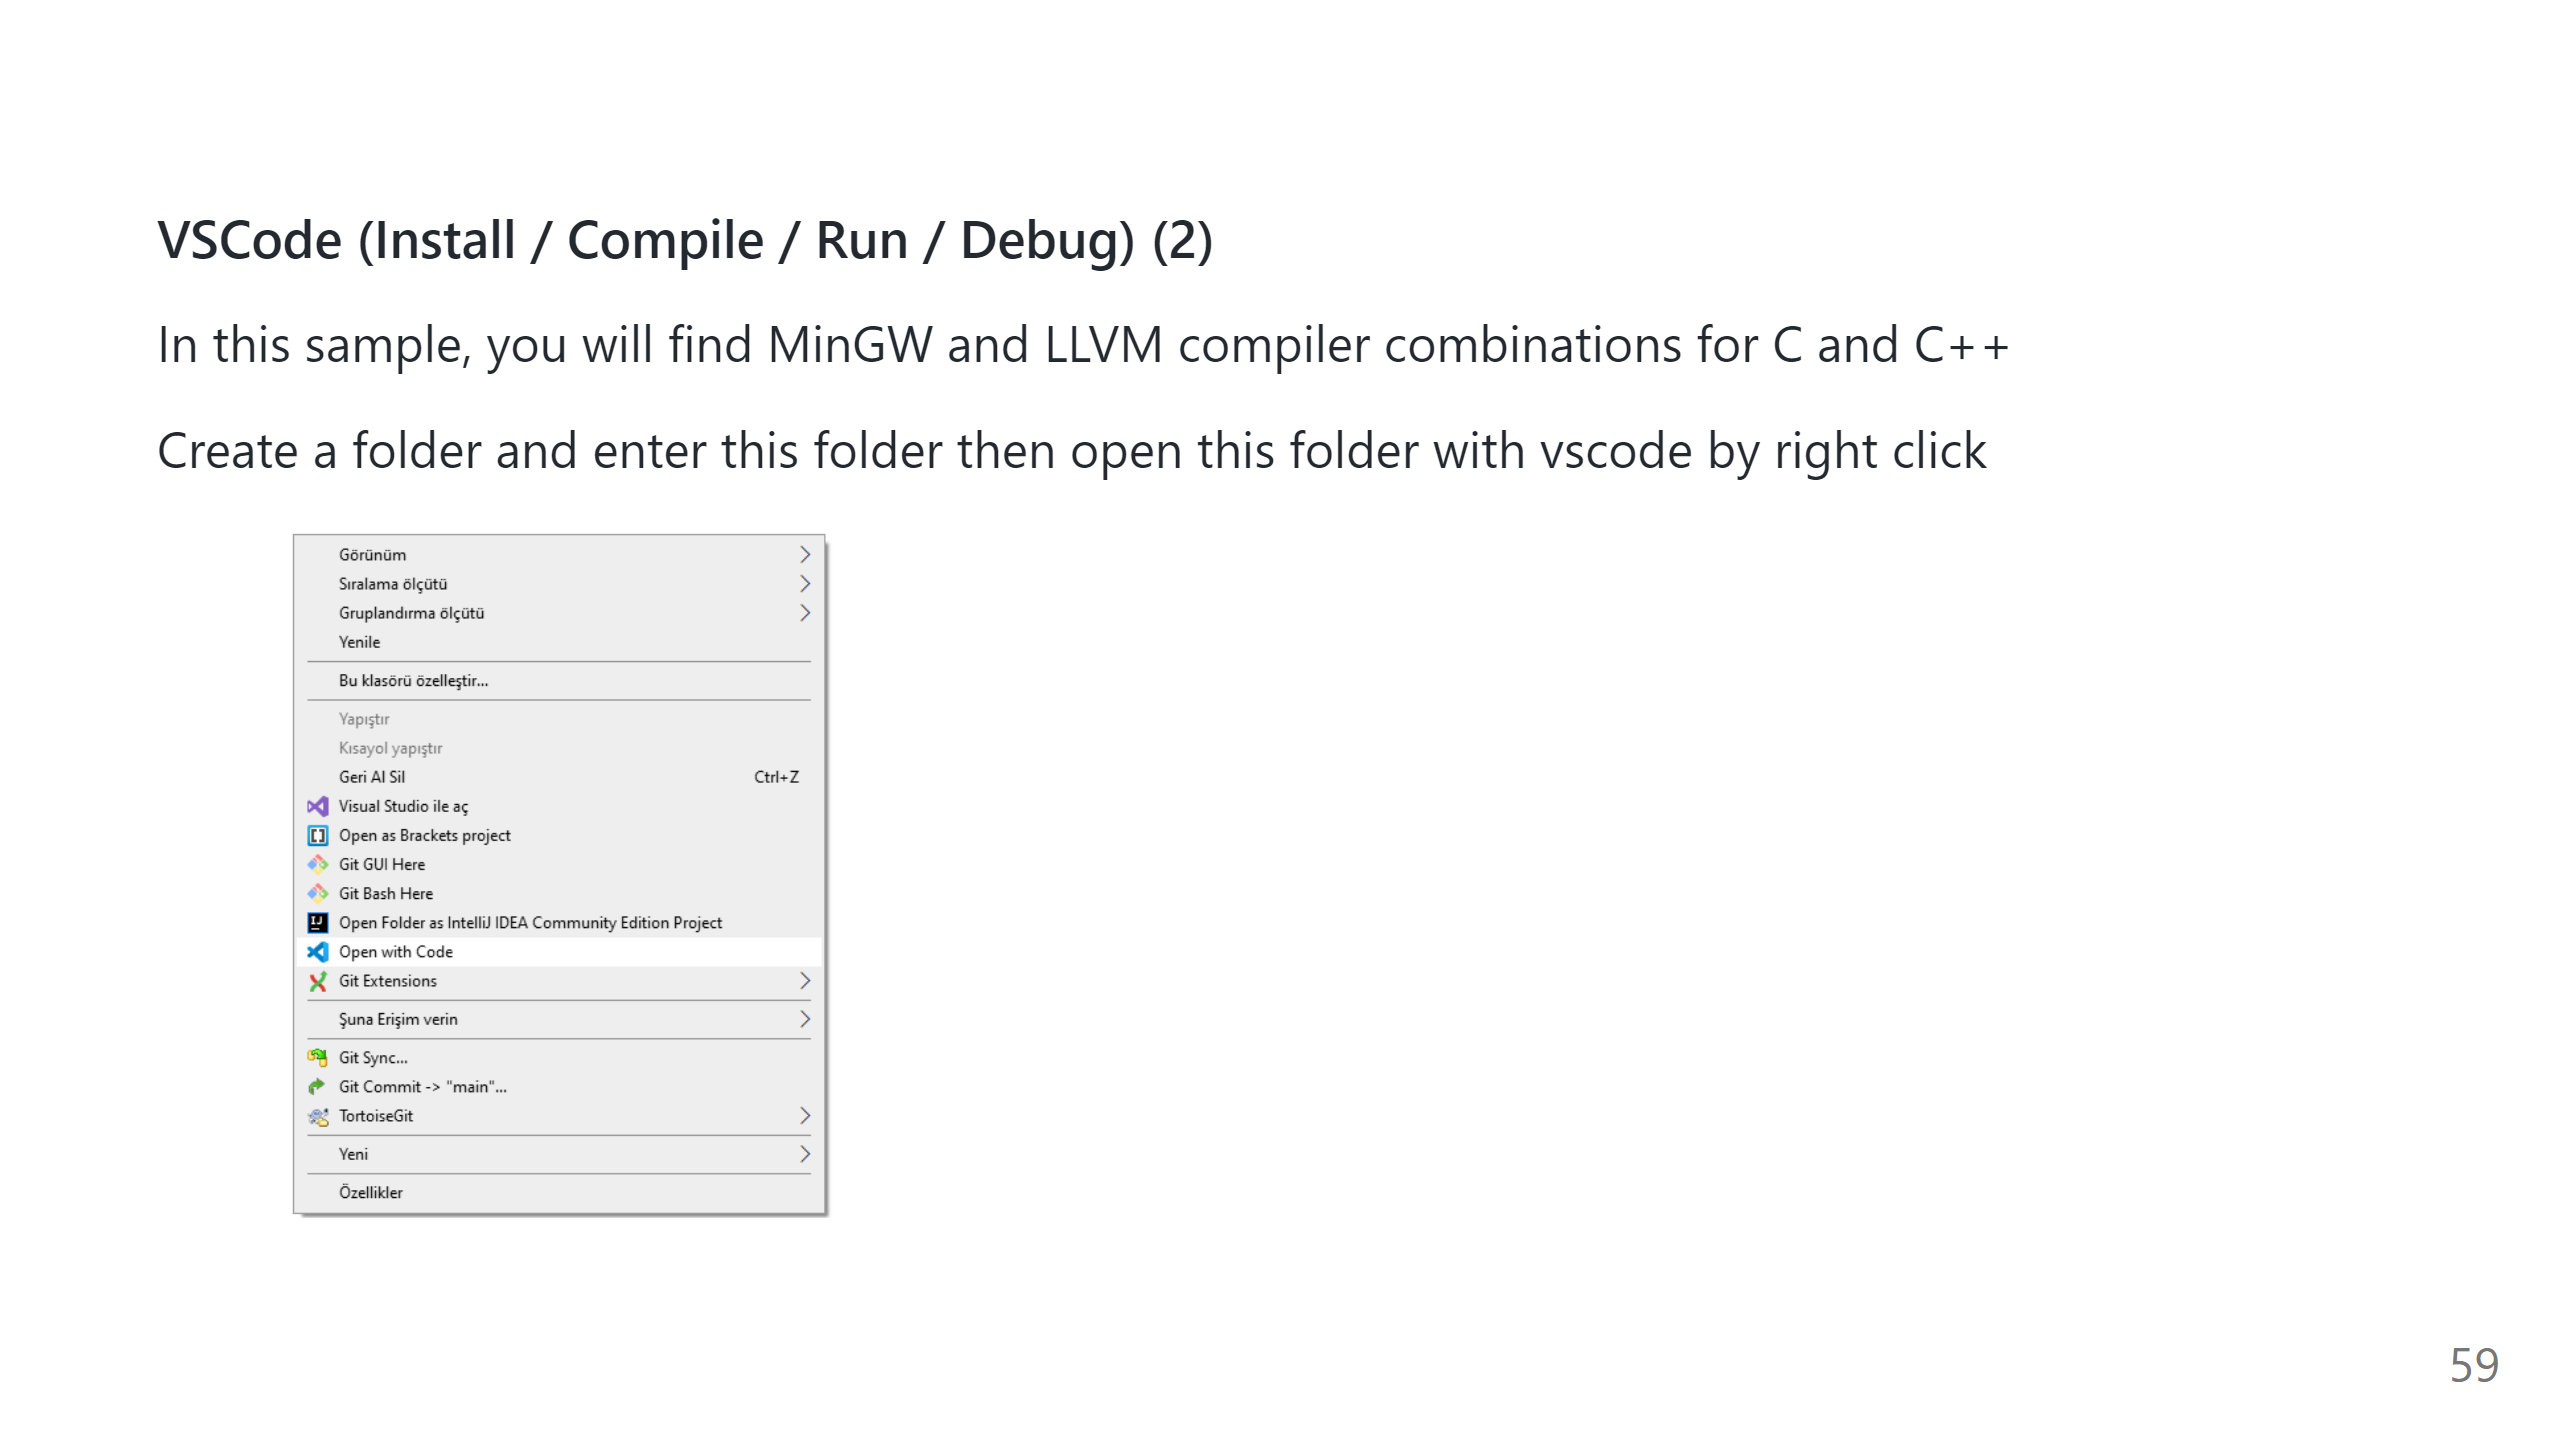 VSCode (Install / Compile / Run / Debug) (2)
In this sample, you will find MinGW and LLVM compiler combinations for C and C++
Create a folder and enter this folder then open this folder with vscode by right click
Görünüm
Sıralama ölçütü
Gruplandırma ölçütü
Yenile
Bu klasörü özelleştir...
Yapıştır
Kısayol yapıştır
Geri Al Sil Ctrl+Z
Visual Studio ile aç
Open as Brackets project
Git GUI Here
Git Bash Here
Open Folder as IntelliJ IDEA Community Edition Project
Open with Code
Git Extensions
Şuna Erişim verin
Git Sync...
Git Commit -> "main"...
TortoiseGit
Yeni
Özellikler
59